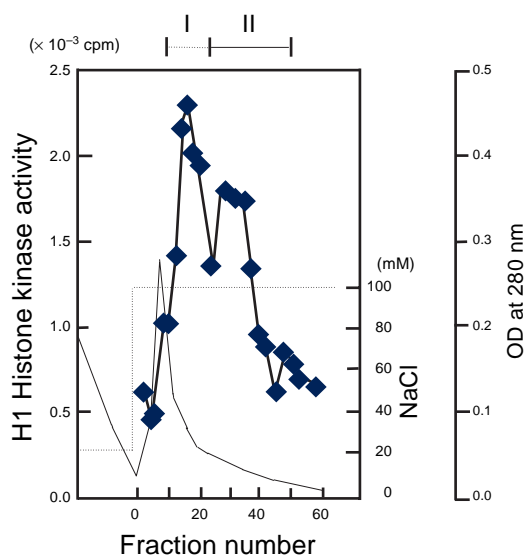 I II
(× 10⁻³ cpm)
2.5
2.0
1.5
1.0
0.5
0.0
H1 Histone kinase activity
0 20 40 60
Fraction number
(mM)
100
80
60
40
20
0
NaCl
0.5
0.4
0.3
0.2
0.1
0.0
OD at 280 nm